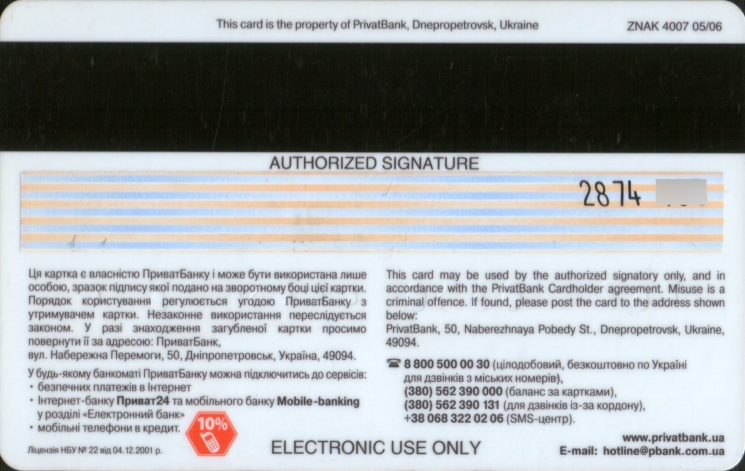 This card is the property of PrivatBank, Dnepropetrovsk, Ukraine
ZNAK 4007 05/06
AUTHORIZED SIGNATURE
2874
Ця картка є власністю ПриватБанку і може бути використана лише
особою, зразок підпису якої подано на зворотному боці цієї картки.
Порядок користування регулюється угодою ПриватБанку з
утримувачем картки. Незаконне використання переслідується
законом. У разі знаходження загубленої картки просимо
повернути її за адресою: ПриватБанк,
вул. Набережна Перемоги, 50, Дніпропетровськ, Україна, 49094.
У будь-якому банкоматі ПриватБанку можна підключитись до сервісів:
· безпечних платежів в Інтернет
· Інтернет-банку Приват24 та мобільного банку Mobile-banking
у розділі «Електронний банк»
· мобільні телефони в кредит.
10%
Ліцензія НБУ № 22 від 04.12.2001 р.
This card may be used by the authorized signatory only, and in
accordance with the PrivatBank Cardholder agreement. Misuse is a
criminal offence. If found, please post the card to the address shown
below:
PrivatBank, 50, Naberezhnaya Pobedy St., Dnepropetrovsk, Ukraine,
49094.
☎ 8 800 500 00 30 (цілодобовий, безкоштовно по Україні
для дзвінків з міських номерів),
(380) 562 390 000 (баланс за картками),
(380) 562 390 131 (для дзвінків із-за кордону),
+38 068 322 02 06 (SMS-центр).
ELECTRONIC USE ONLY
www.privatbank.ua
E-mail: hotline@pbank.com.ua